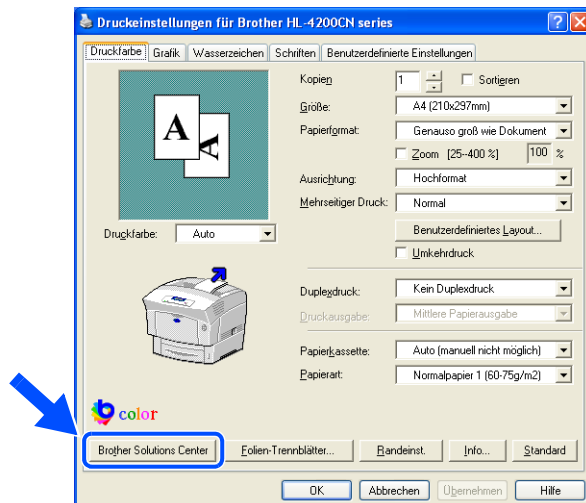 Druckeinstellungen für Brother HL-4200CN series
Druckfarbe Grafik Wasserzeichen Schriften Benutzerdefinierte Einstellungen
A A
Druckfarbe: Auto
Kopien 1 Sortieren
Größe: A4 (210x297mm)
Papierformat: Genauso groß wie Dokument
Zoom [25--400 %] 100 %
Ausrichtung: Hochformat
Mehrseitiger Druck: Normal
Benutzerdefiniertes Layout...
Umkehrdruck
Duplexdruck: Kein Duplexdruck
Druckausgabe: Mittlere Papierausgabe
Papierkassette: Auto (manuell nicht möglich)
Papierart: Normalpapier 1 (60-75g/m2)
color
Brother Solutions Center Folien-Trennblätter... Randeinst. Info... Standard
OK Abbrechen Übernehmen Hilfe